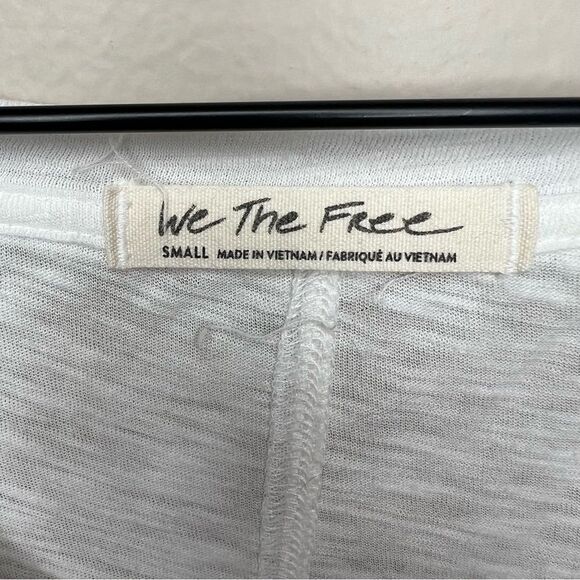 We The Free
SMALL MADE IN VIETNAM / FABRIQUÉ AU VIETNAM